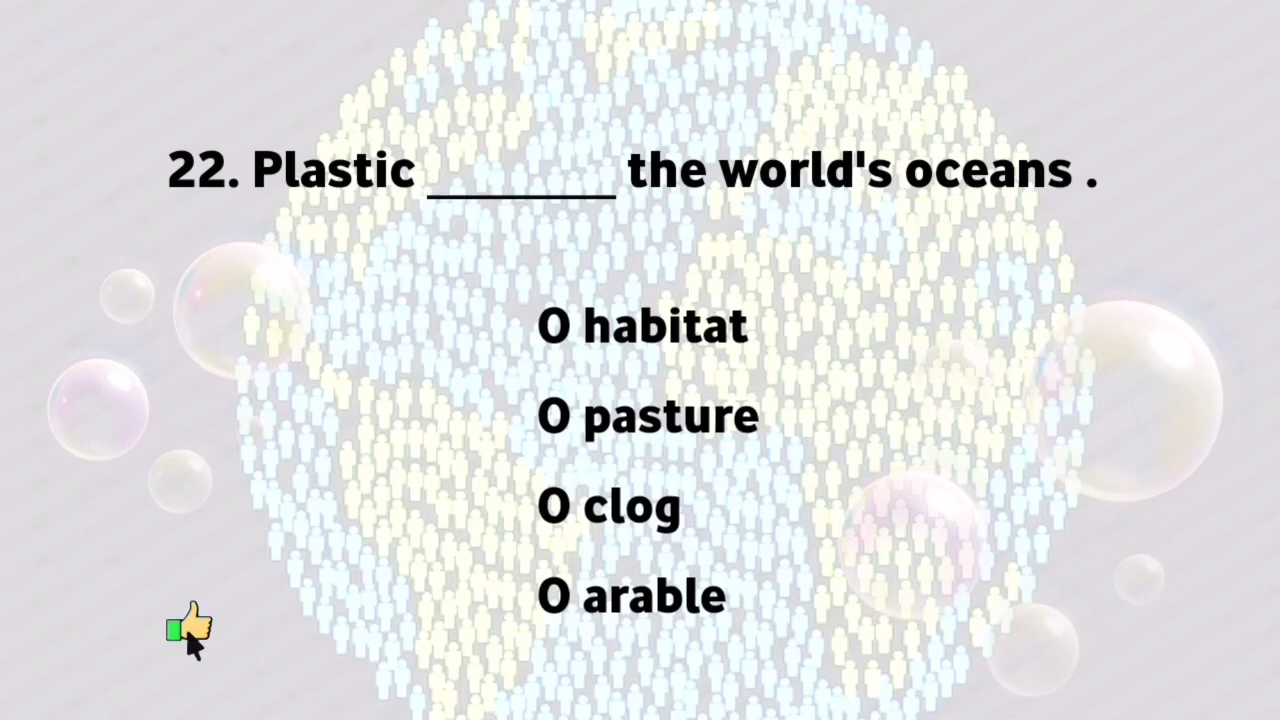 22. Plastic ________ the world's oceans .
O habitat
O pasture
O clog
O arable